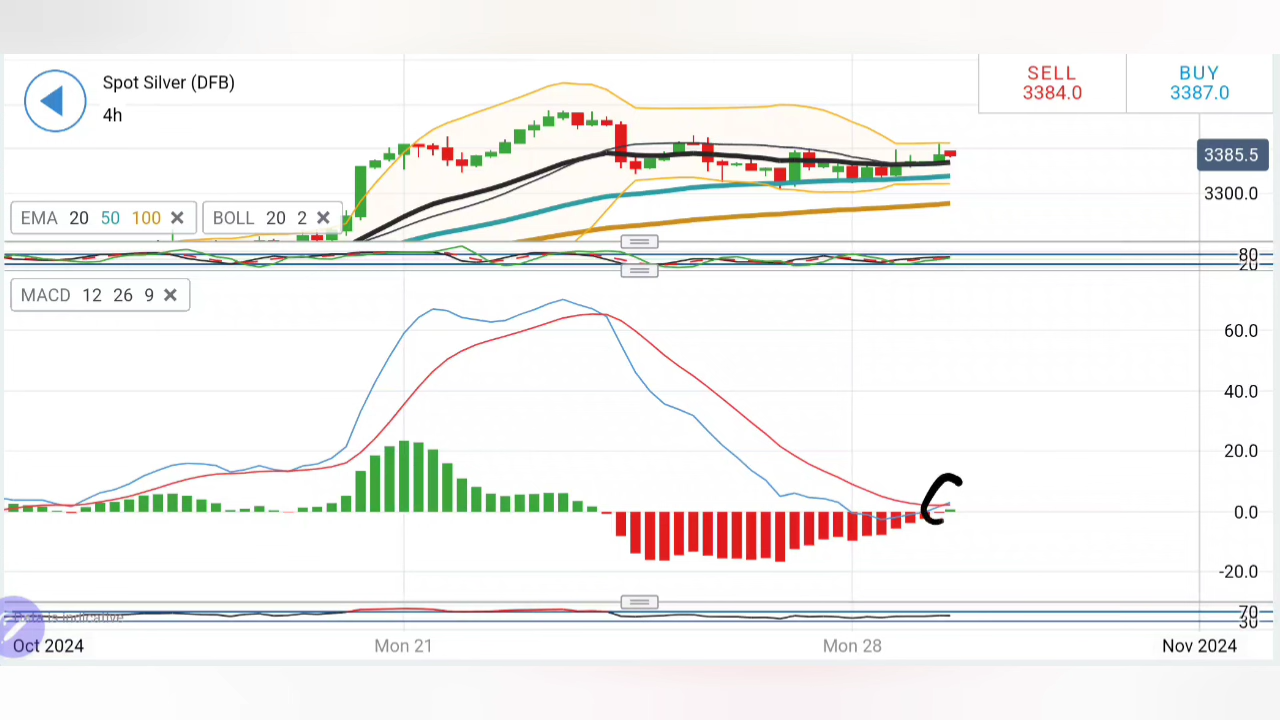 Spot Silver (DFB)
4h
SELL
3384.0
BUY
3387.0
3385.5
3300.0
EMA 20 50 100
BOLL 20 2
80
20
MACD 12 26 9
60.0
40.0
20.0
0.0
-20.0
70
30
Oct 2024
Mon 21
Mon 28
Nov 2024